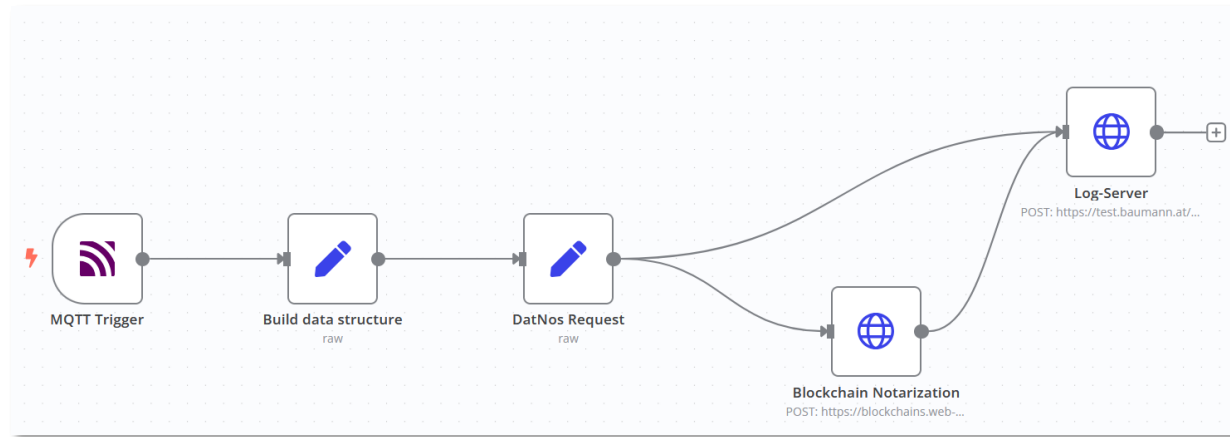 Log-Server
POST: https://test.baumann.at/...
MQTT Trigger
Build data structure
raw
DatNos Request
raw
Blockchain Notarization
POST: https://blockchains.web-...